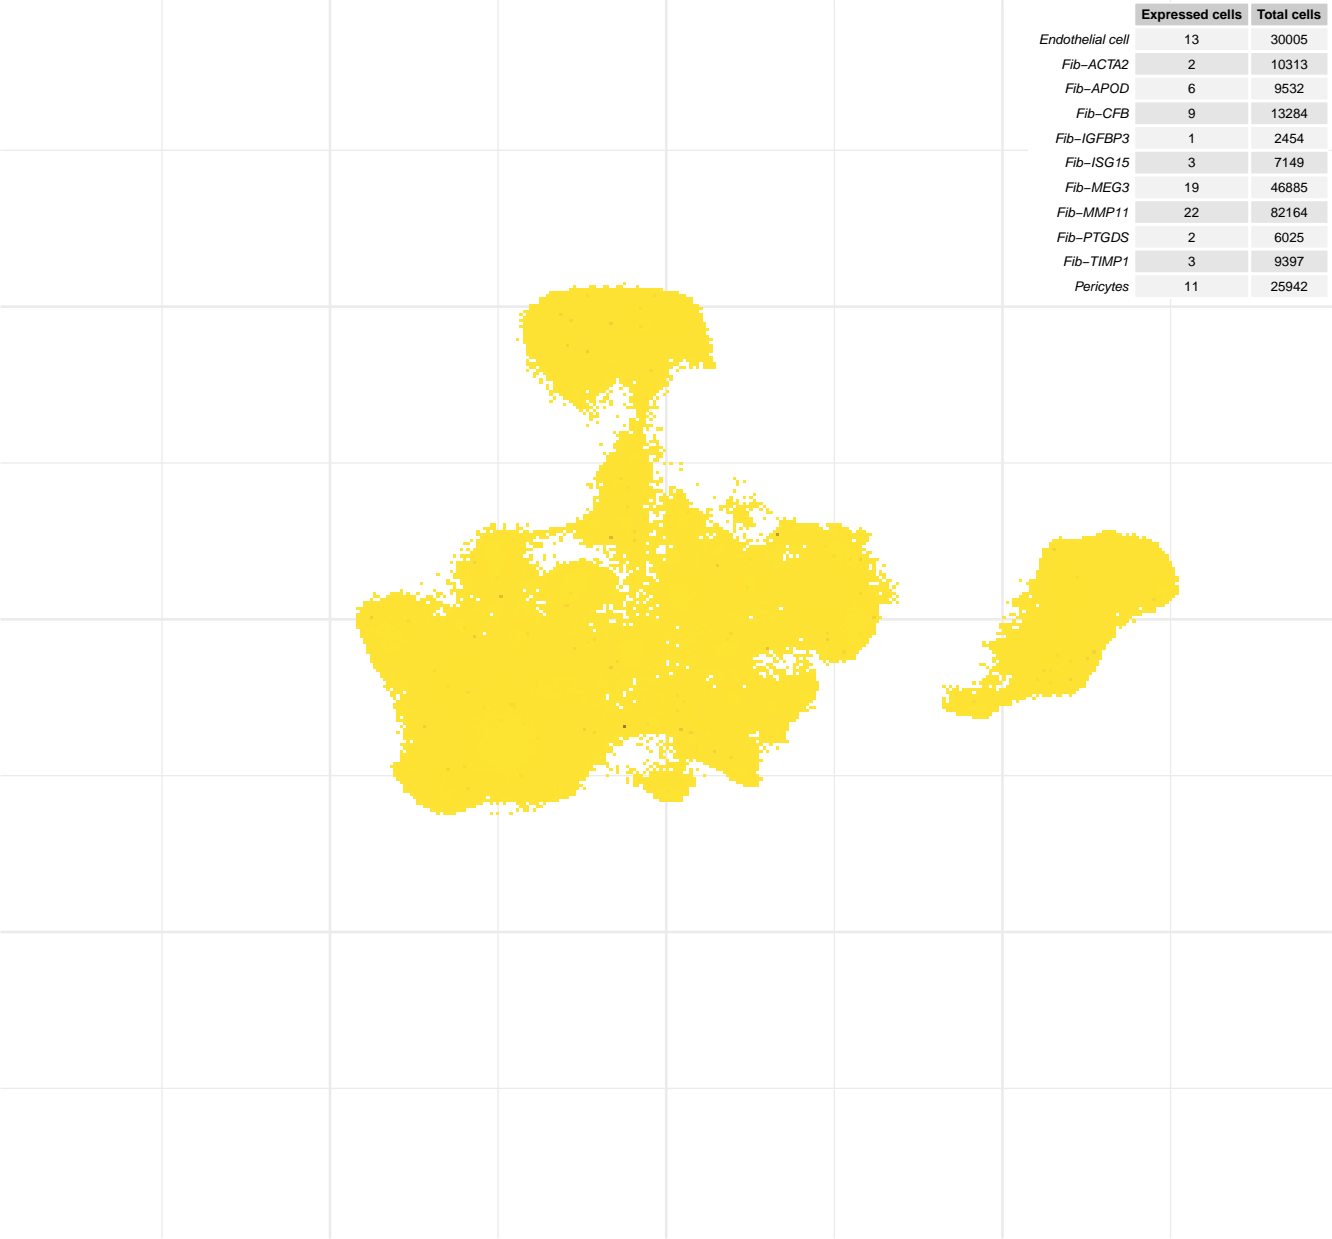 Expressed cells Total cells
Endothelial cell 13 30005
Fib−ACTA2 2 10313
Fib−APOD 6 9532
Fib−CFB 9 13284
Fib−IGFBP3 1 2454
Fib−ISG15 3 7149
Fib−MEG3 19 46885
Fib−MMP11 22 82164
Fib−PTGDS 2 6025
Fib−TIMP1 3 9397
Pericytes 11 25942